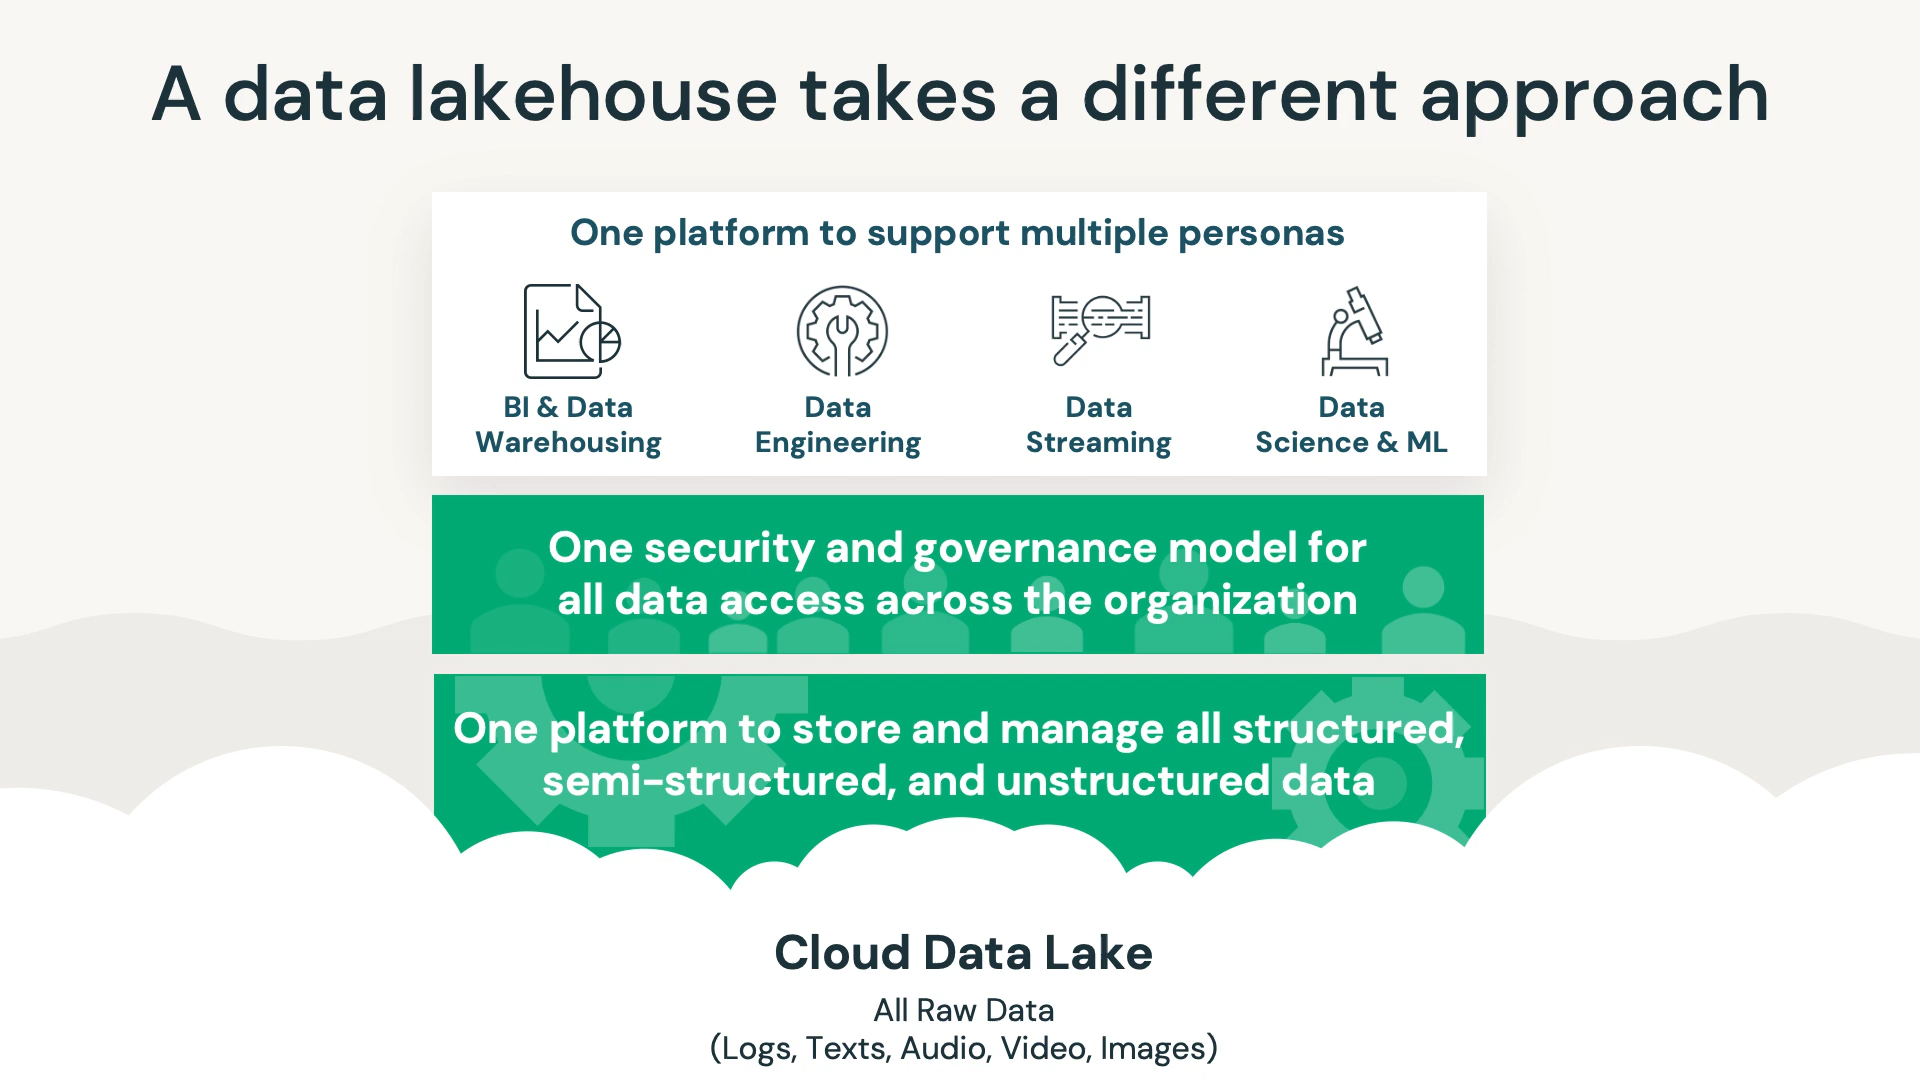 A data lakehouse takes a different approach
One platform to support multiple personas
BI & Data
Warehousing
Data
Engineering
Data
Streaming
Data
Science & ML
One security and governance model for
all data access across the organization
One platform to store and manage all structured,
semi-structured, and unstructured data
Cloud Data Lake
All Raw Data
(Logs, Texts, Audio, Video, Images)